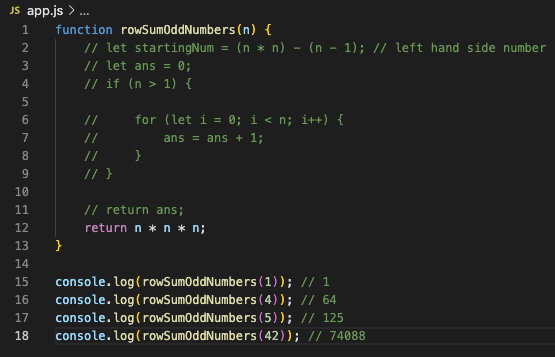 JS app.js > ...
1 function rowSumOddNumbers(n) {
2 // let startingNum = (n * n) - (n - 1); // left hand side number
3 // let ans = 0;
4 // if (n > 1) {
5
6 //     for (let i = 0; i < n; i++) {
7 //         ans = ans + 1;
8 //     }
9 // }
10
11 // return ans;
12 return n * n * n;
13 }
14
15 console.log(rowSumOddNumbers(1)); // 1
16 console.log(rowSumOddNumbers(4)); // 64
17 console.log(rowSumOddNumbers(5)); // 125
18 console.log(rowSumOddNumbers(42)); // 74088